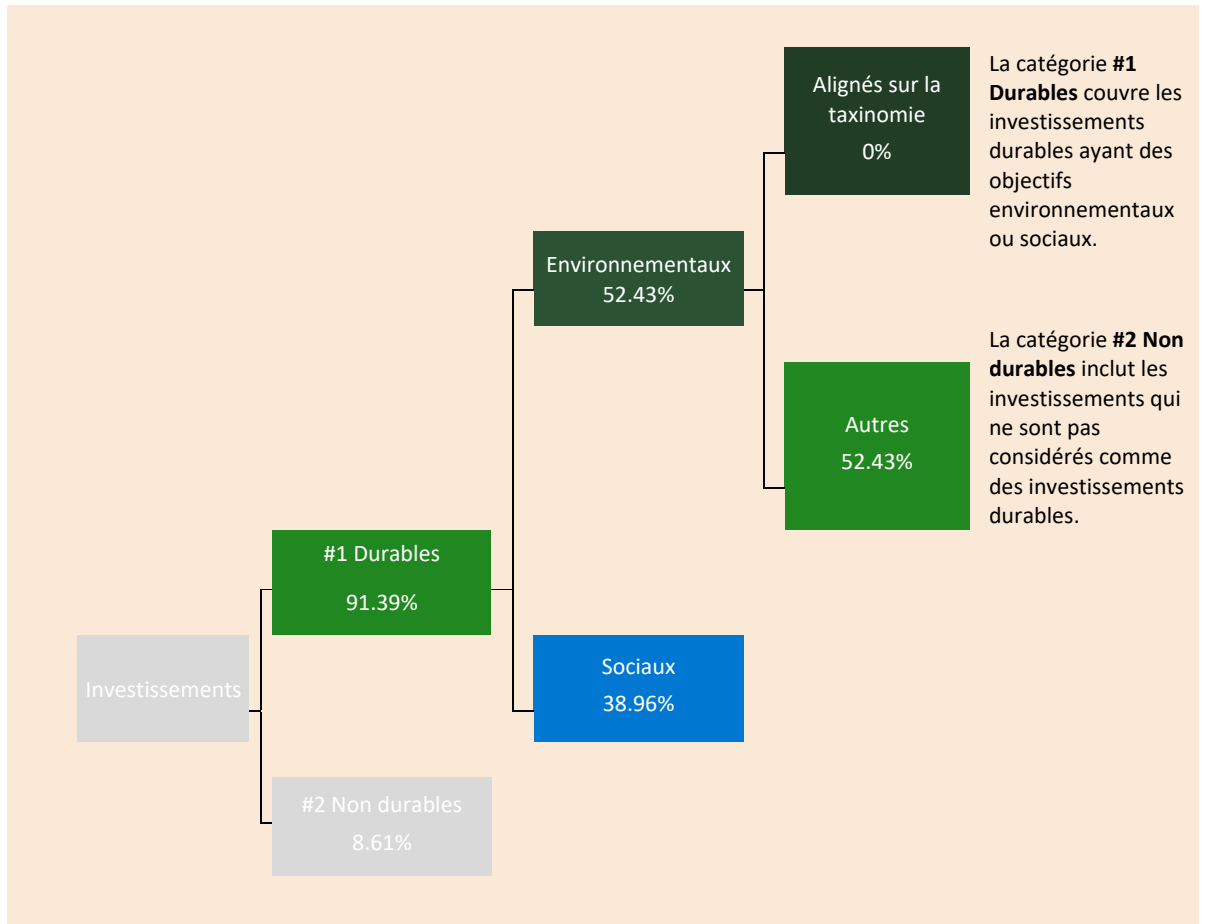 Alignés sur la
taxinomie
0%
La catégorie #1
Durables couvre les
investissements
durables ayant des
objectifs
environnementaux
ou sociaux.
Environnementaux
52.43%
La catégorie #2 Non
durables inclut les
investissements qui
ne sont pas
considérés comme
des investissements
durables.
Autres
52.43%
#1 Durables
91.39%
Investissements
Sociaux
38.96%
#2 Non durables
8.61%